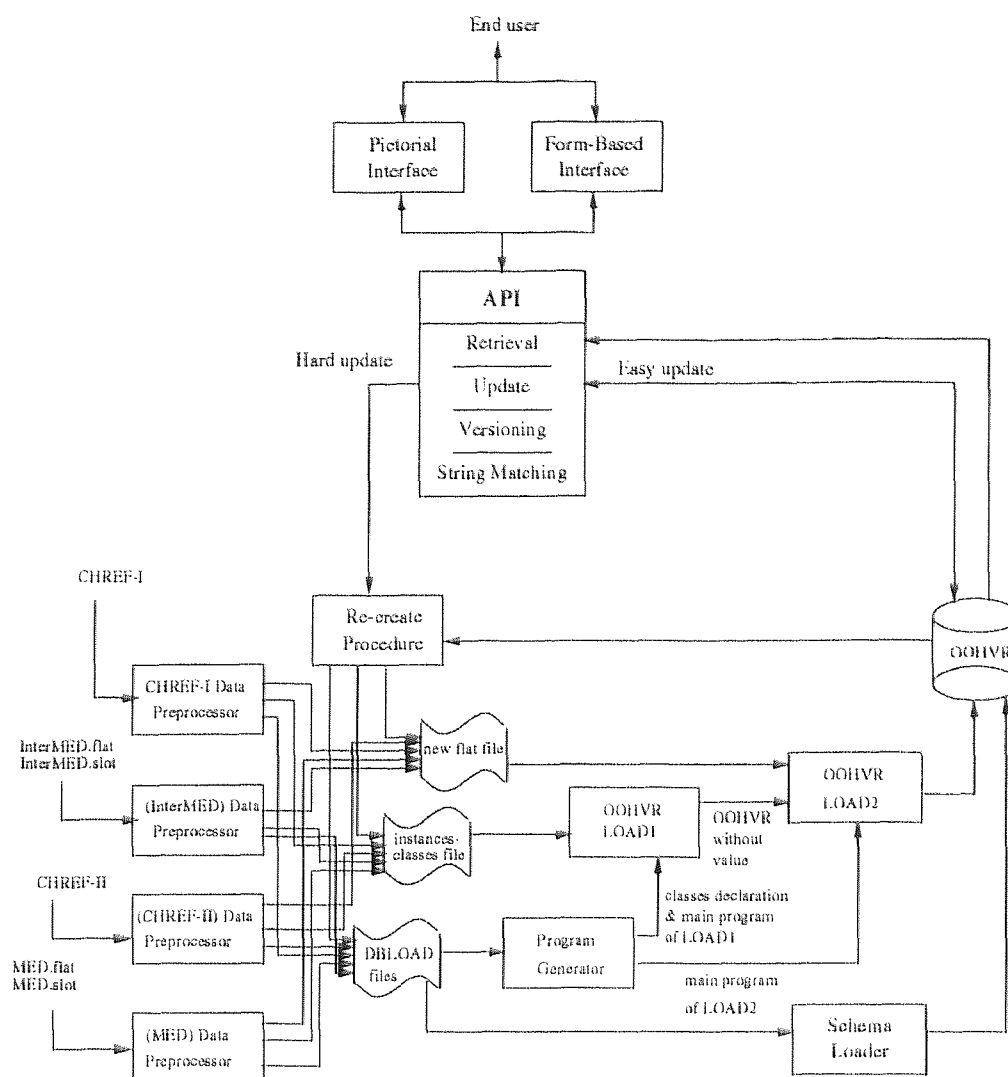 End user
Pictorial
Interface
Form-Based
Interface
API
Retrieval
Update
Versioning
String Matching
Hard update
Easy update
CHREF-I
Re-create
Procedure
OOHVR
CHREF-I Data
Preprocessor
InterMED.flat
InterMED.slot
new flat file
(InterMED) Data
Preprocessor
instances-
classes file
OOHVR
LOAD1
OOHVR
without
value
OOHVR
LOAD2
CHREF-II
(CHREF-II) Data
Preprocessor
classes declaration
& main program
of LOAD1
MED.flat
MED.slot
DBLOAD
files
Program
Generator
main program
of LOAD2
(MED) Data
Preprocessor
Schema
Loader